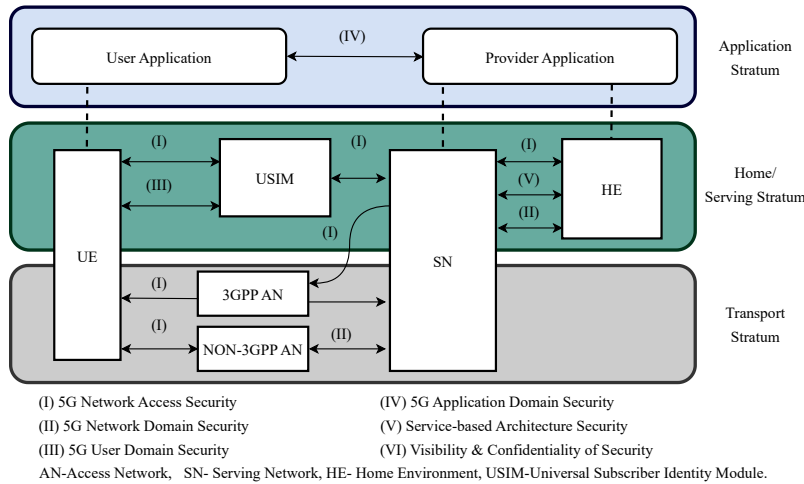 (IV)
User Application
Provider Application
Application
Stratum
(I)
(I)
(I)
USIM
HE
(III)
(V)
Home/
Serving Stratum
(II)
(I)
UE
SN
(I)
3GPP AN
(I)
NON-3GPP AN
(II)
Transport
Stratum
(I) 5G Network Access Security
(IV) 5G Application Domain Security
(II) 5G Network Domain Security
(V) Service-based Architecture Security
(III) 5G User Domain Security
(VI) Visibility & Confidentiality of Security
AN-Access Network, SN- Serving Network, HE- Home Environment, USIM-Universal Subscriber Identity Module.